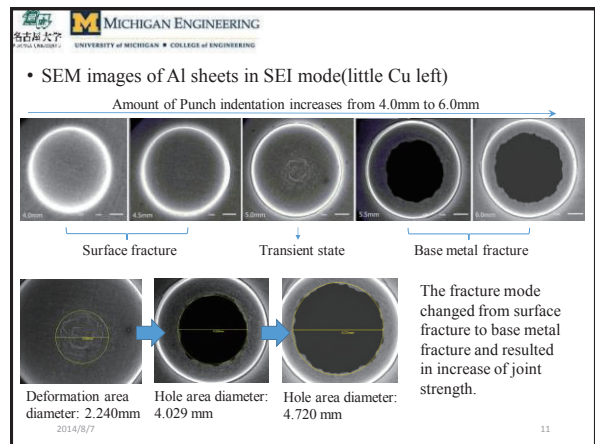 名古屋大学
M MICHIGAN ENGINEERING
UNIVERSITY of MICHIGAN ■ COLLEGE of ENGINEERING
• SEM images of Al sheets in SEI mode(little Cu left)
Amount of Punch indentation increases from 4.0mm to 6.0mm
4.0mm
4.5mm
5.0mm
5.5mm
6.0mm
Surface fracture
Transient state
Base metal fracture
The fracture mode
changed from surface
fracture to base metal
fracture and resulted
in increase of joint
strength.
Deformation area
diameter: 2.240mm
Hole area diameter:
4.029 mm
Hole area diameter:
4.720 mm
2014/8/7
11